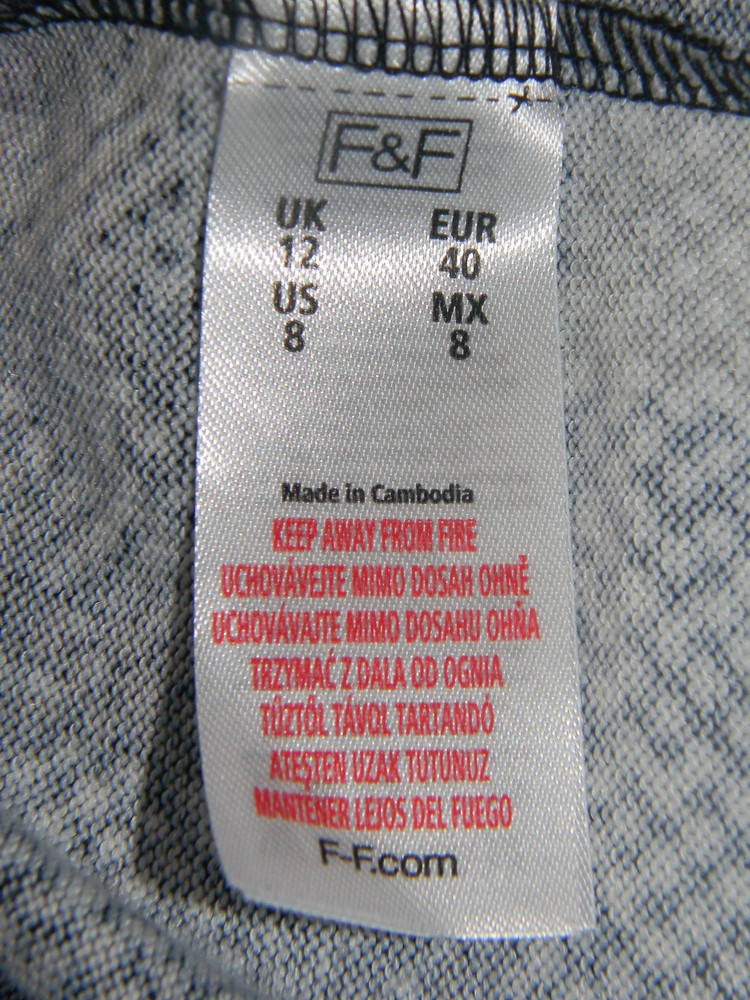 F&F
UK EUR
12 40
US MX
8 8
Made in Cambodia
KEEP AWAY FROM FIRE
UCHOVÁVEJTE MIMO DOSAH OHNĚ
UCHOVÁVAJTE MIMO DOSAHU OHŇA
TRZYMAĆ Z DALA OD OGNIA
TŰZTŐL TÁVOL TARTANDÓ
ATEŞTEN UZAK TUTUNUZ
MANTENER LEJOS DEL FUEGO
F-F.com